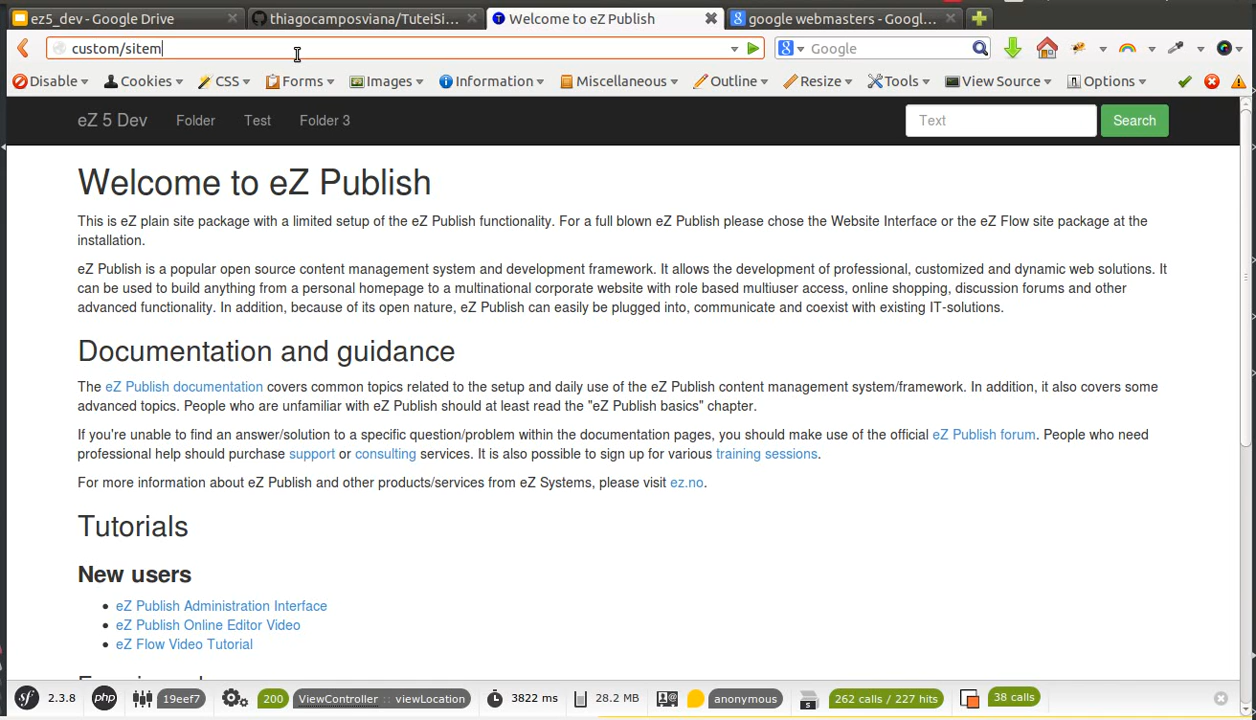 ez5_dev - Google Drive
thiagocamposviana/TuteiSi...
Welcome to eZ Publish
google webmasters - Googl...
custom/sitem
Google
Disable Cookies CSS Forms Images Information Miscellaneous Outline Resize Tools View Source Options
eZ 5 Dev Folder Test Folder 3 Text Search
Welcome to eZ Publish
This is eZ plain site package with a limited setup of the eZ Publish functionality. For a full blown eZ Publish please chose the Website Interface or the eZ Flow site package at the
installation.
eZ Publish is a popular open source content management system and development framework. It allows the development of professional, customized and dynamic web solutions. It
can be used to build anything from a personal homepage to a multinational corporate website with role based multiuser access, online shopping, discussion forums and other
advanced functionality. In addition, because of its open nature, eZ Publish can easily be plugged into, communicate and coexist with existing IT-solutions.
Documentation and guidance
The eZ Publish documentation covers common topics related to the setup and daily use of the eZ Publish content management system/framework. In addition, it also covers some
advanced topics. People who are unfamiliar with eZ Publish should at least read the "eZ Publish basics" chapter.
If you're unable to find an answer/solution to a specific question/problem within the documentation pages, you should make use of the official eZ Publish forum. People who need
professional help should purchase support or consulting services. It is also possible to sign up for various training sessions.
For more information about eZ Publish and other products/services from eZ Systems, please visit ez.no.
Tutorials
New users
eZ Publish Administration Interface
eZ Publish Online Editor Video
eZ Flow Video Tutorial
sf 2.3.8 php 19eef7 200 ViewController :: viewLocation 3822 ms 28.2 MB anonymous 262 calls / 227 hits 38 calls